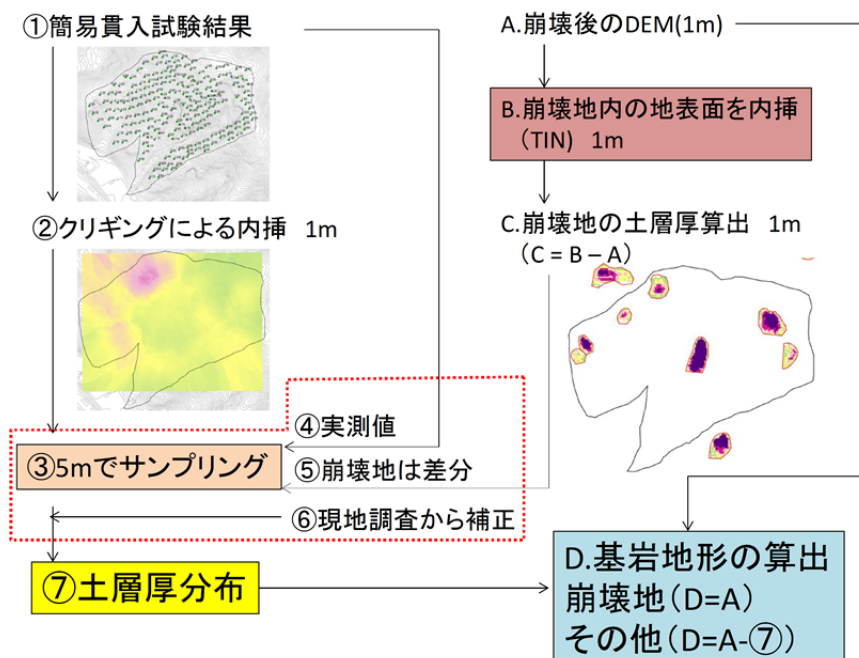 ①簡易貫入試験結果
②クリギングによる内挿 1m
③5mでサンプリング
④実測値
⑤崩壊地は差分
⑥現地調査から補正
⑦土層厚分布
A.崩壊後のDEM(1m)
B.崩壊地内の地表面を内挿
（TIN) 1m
C.崩壊地の土層厚算出 1m
（C = B – A）
D.基岩地形の算出
崩壊地（D=A）
その他（D=A-⑦）